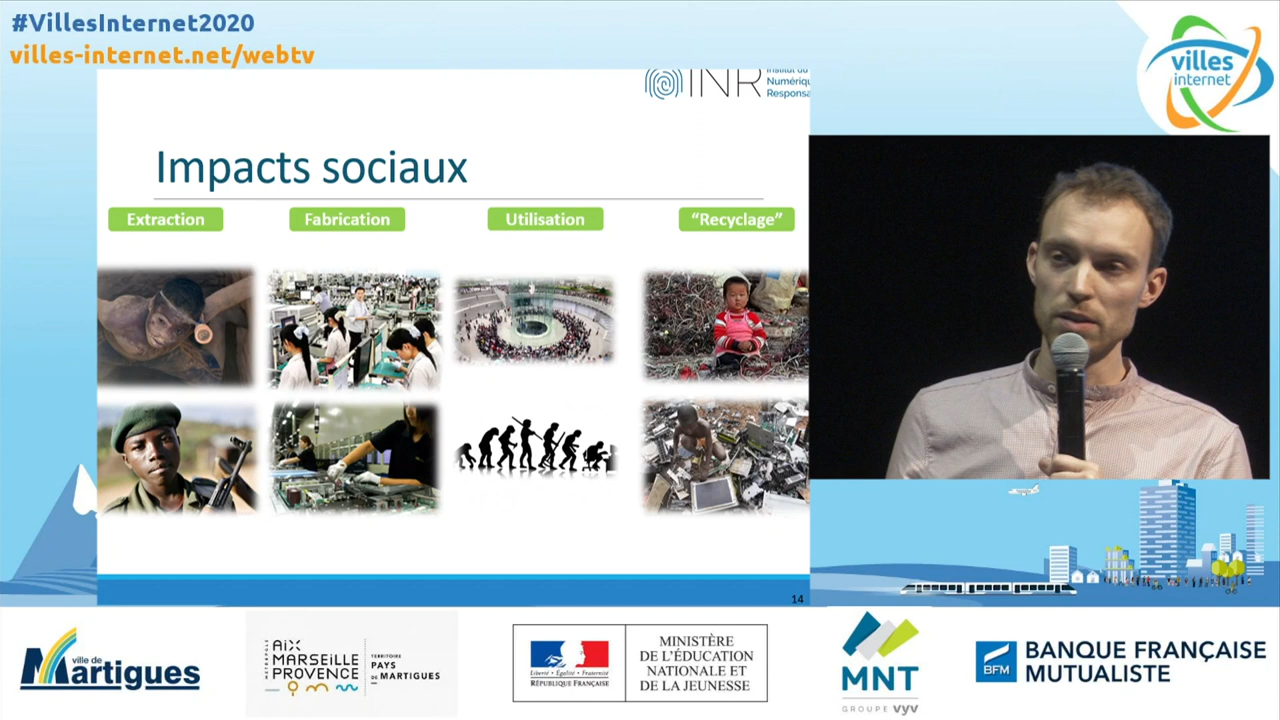 #VillesInternet2020
villes-internet.net/webtv
villes
internet
INR
Institut du
Numériqu
Responsa
Impacts sociaux
Extraction
Fabrication
Utilisation
“Recyclage”
14
ville de
Martigues
AIX
MARSEILLE
PROVENCE
MÉTROPOLE
TERRITOIRE
PAYS
DE MARTIGUES
Liberté • Égalité • Fraternité
RÉPUBLIQUE FRANÇAISE
MINISTÈRE
DE L'ÉDUCATION
NATIONALE ET
DE LA JEUNESSE
MNT
GROUPE vyv
BFM
BANQUE FRANÇAISE
MUTUALISTE